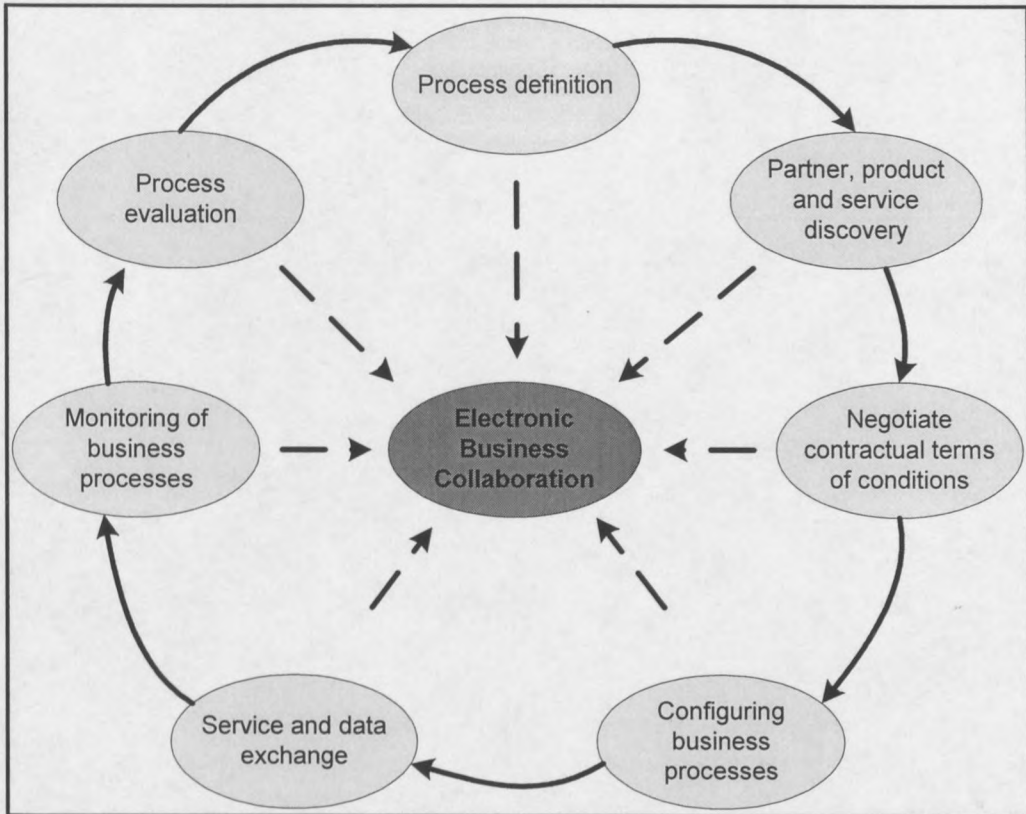 Process definition
Partner, product
and service
discovery
Negotiate
contractual terms
of conditions
Configuring
business
processes
Service and data
exchange
Monitoring of
business
processes
Process
evaluation
Electronic
Business
Collaboration